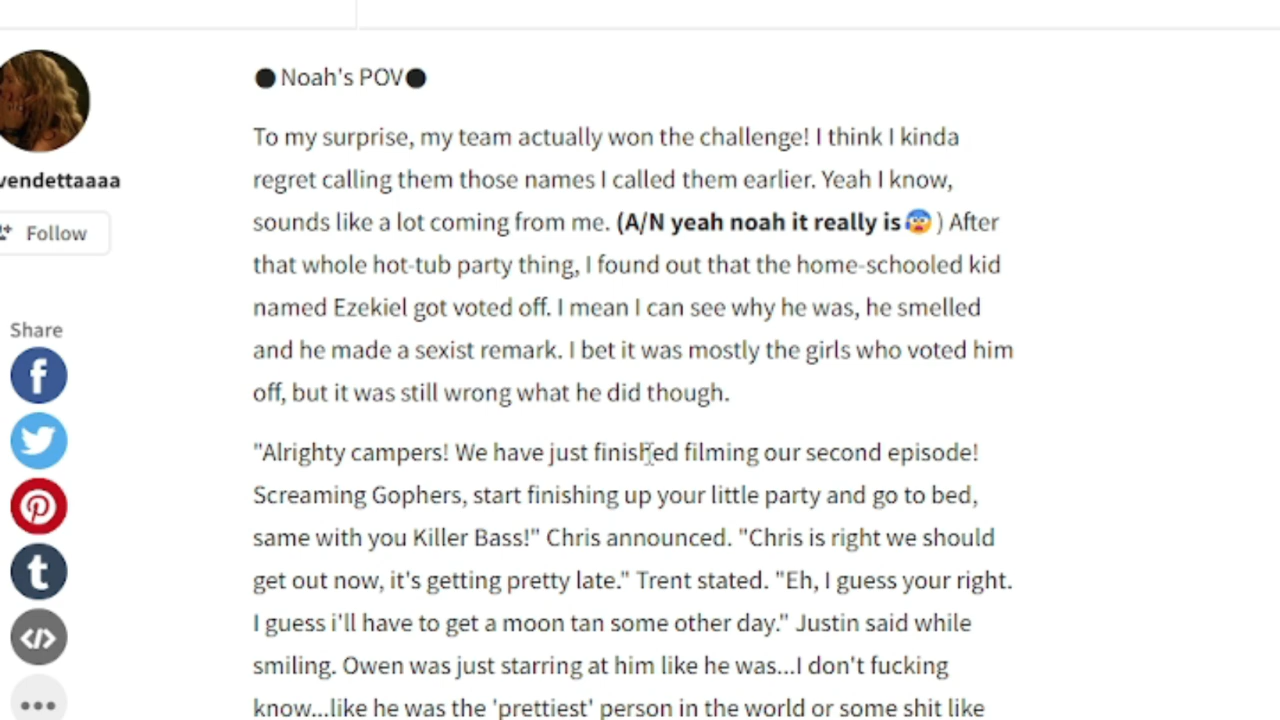 ● Noah's POV●
To my surprise, my team actually won the challenge! I think I kinda
regret calling them those names I called them earlier. Yeah I know,
sounds like a lot coming from me. (A/N yeah noah it really is😰) After
that whole hot-tub party thing, I found out that the home-schooled kid
named Ezekiel got voted off. I mean I can see why he was, he smelled
and he made a sexist remark. I bet it was mostly the girls who voted him
off, but it was still wrong what he did though.
"Alrighty campers! We have just finished filming our second episode!
Screaming Gophers, start finishing up your little party and go to bed,
same with you Killer Bass!" Chris announced. "Chris is right we should
get out now, it's getting pretty late." Trent stated. "Eh, I guess your right.
I guess i'll have to get a moon tan some other day." Justin said while
smiling. Owen was just starring at him like he was...I don't fucking
know...like he was the 'prettiest' person in the world or some shit like
vendettaaaa
Follow
Share